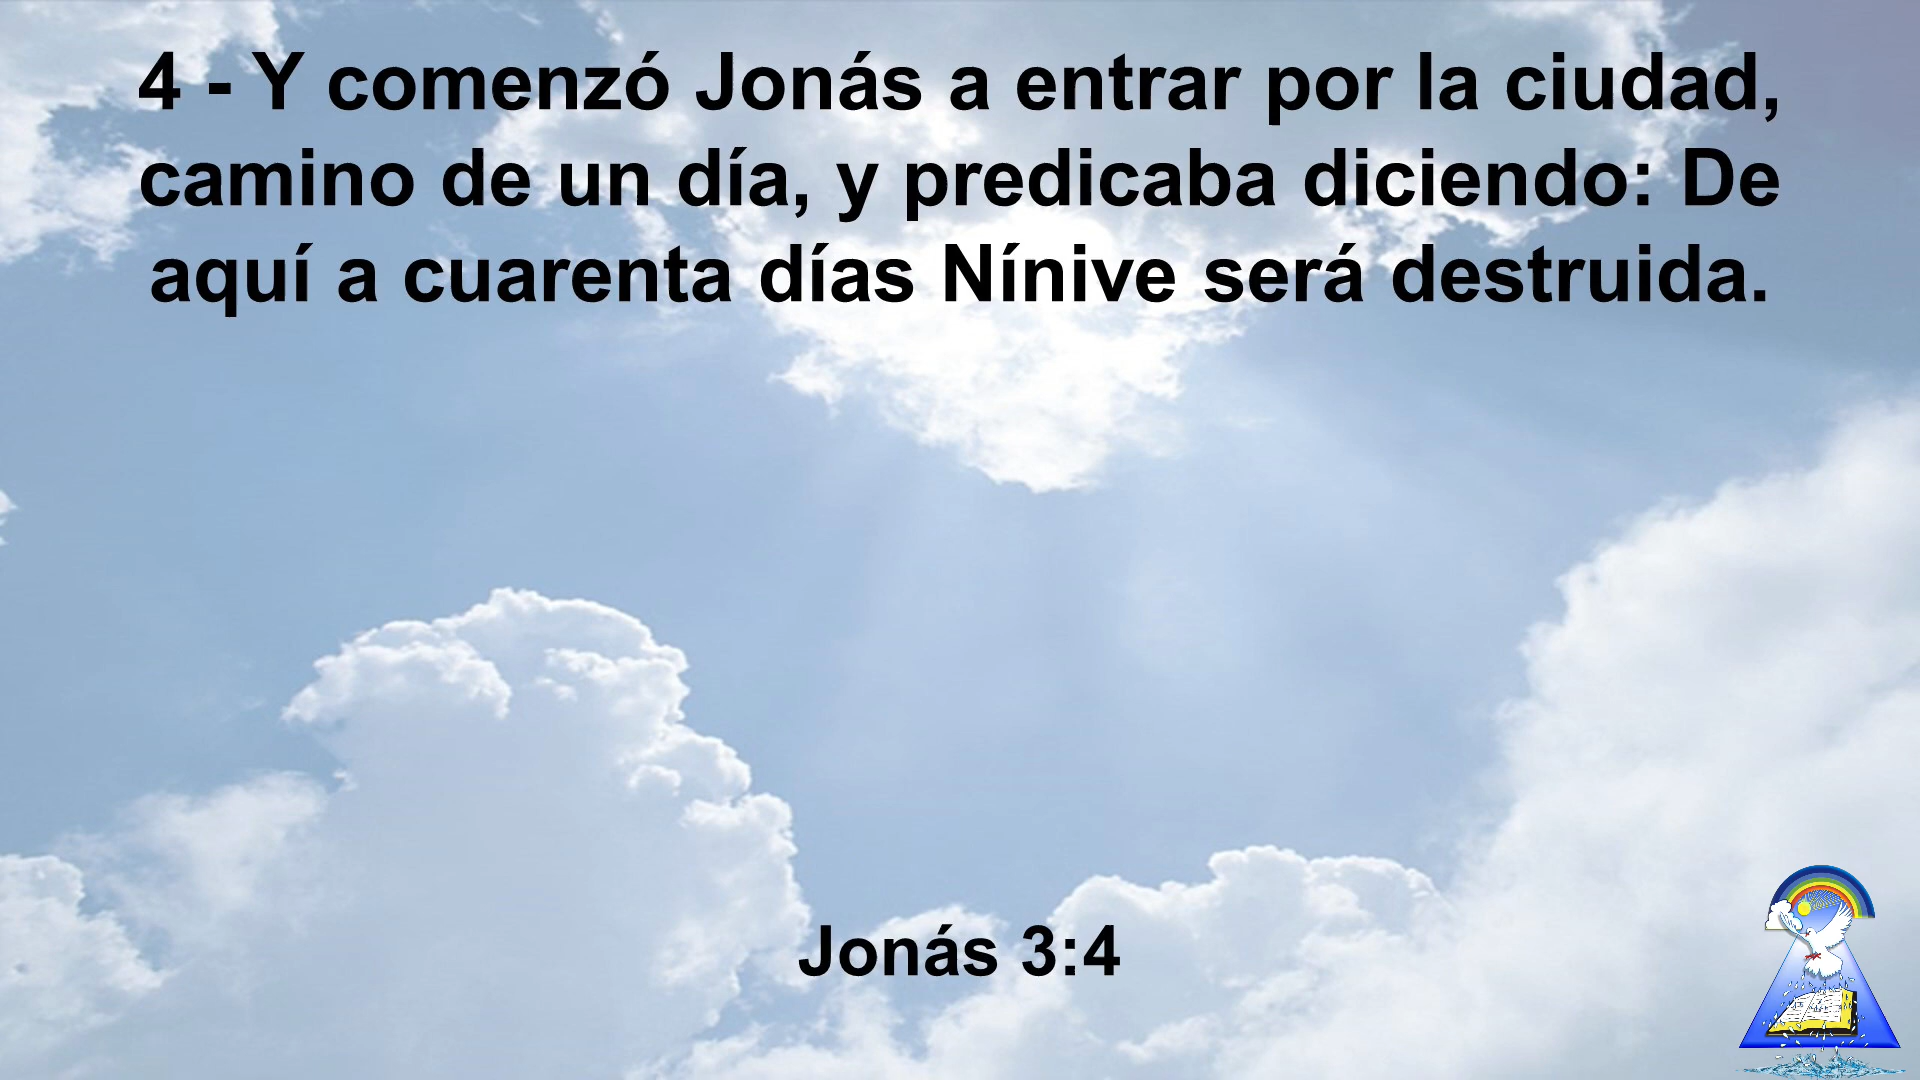 4 - Y comenzó Jonás a entrar por la ciudad,
camino de un día, y predicaba diciendo: De
aquí a cuarenta días Nínive será destruida.
Jonás 3:4